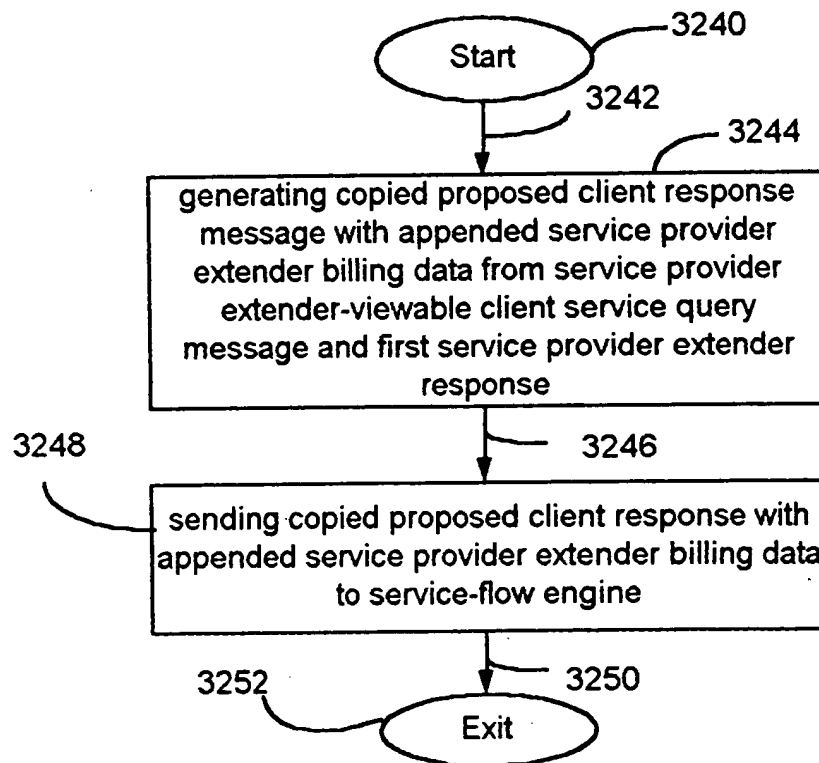 3240
Start
3242
3244
generating copied proposed client response
message with appended service provider
extender billing data from service provider
extender-viewable client service query
message and first service provider extender
response
3246
3248
sending copied proposed client response with
appended service provider extender billing data
to service-flow engine
3250
3252
Exit